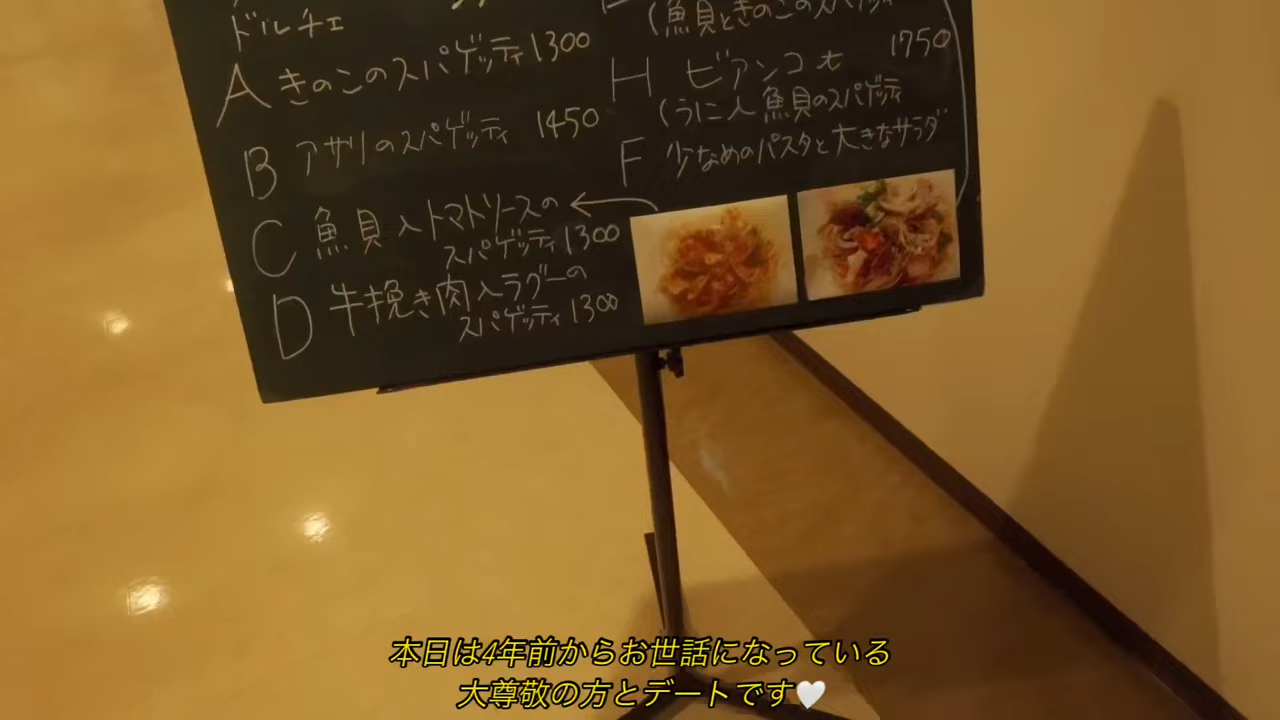 ドルチェ
A きのこのスパゲッティ 1300
B アサリのスパゲッティ 1450
C 魚貝入トマトソースの
スパゲッティ 1300
D 牛挽き肉入ラグーの
スパゲッティ 1300
(魚貝ときのこのスパゲッティ
1750
H ビアンコ
(うに入魚貝のスパゲッティ
F 少なめのパスタと大きなサラダ
本日は4年前からお世話になっている
大尊敬の方とデートです🤍